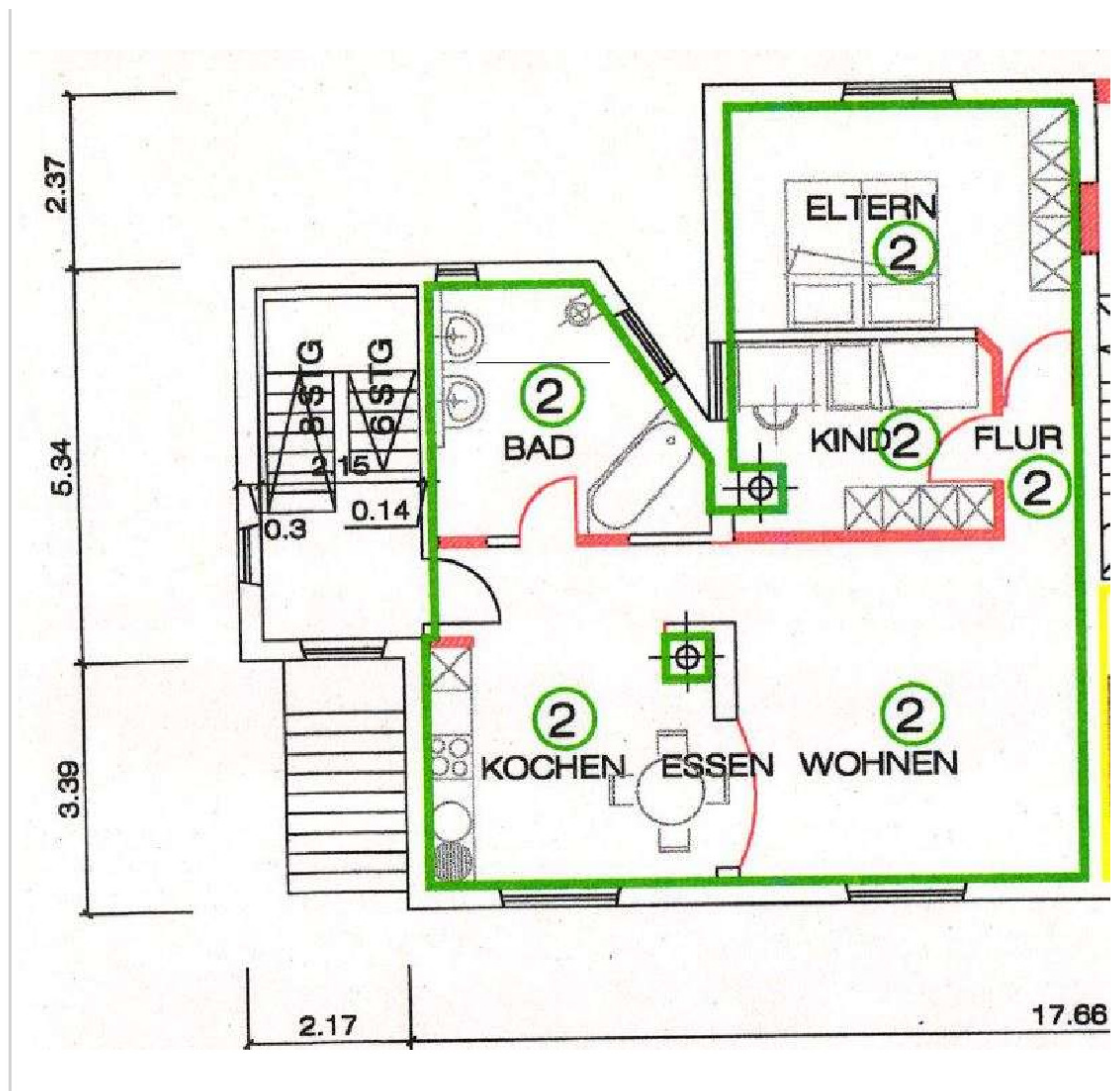 2.37
ELTERN
2
8 STG
6 STG
5.34
2
BAD
KIND 2
FLUR
2
2.15
0.3
0.14
2
2
KOCHEN
ESSEN
WOHNEN
3.39
2.17
17.66